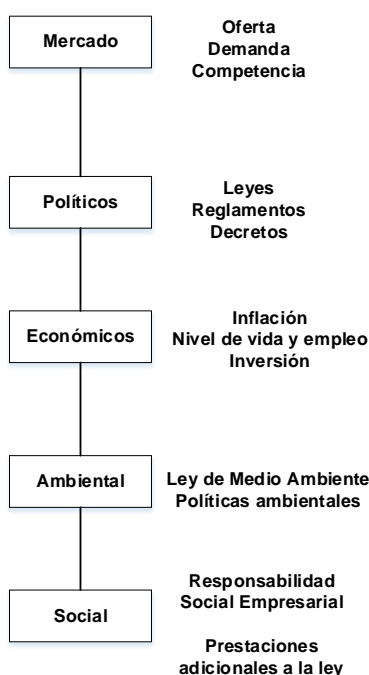 Mercado
Oferta
Demanda
Competencia
Políticos
Leyes
Reglamentos
Decretos
Económicos
Inflación
Nivel de vida y empleo
Inversión
Ambiental
Ley de Medio Ambiente
Políticas ambientales
Social
Responsabilidad
Social Empresarial
Prestaciones
adicionales a la ley